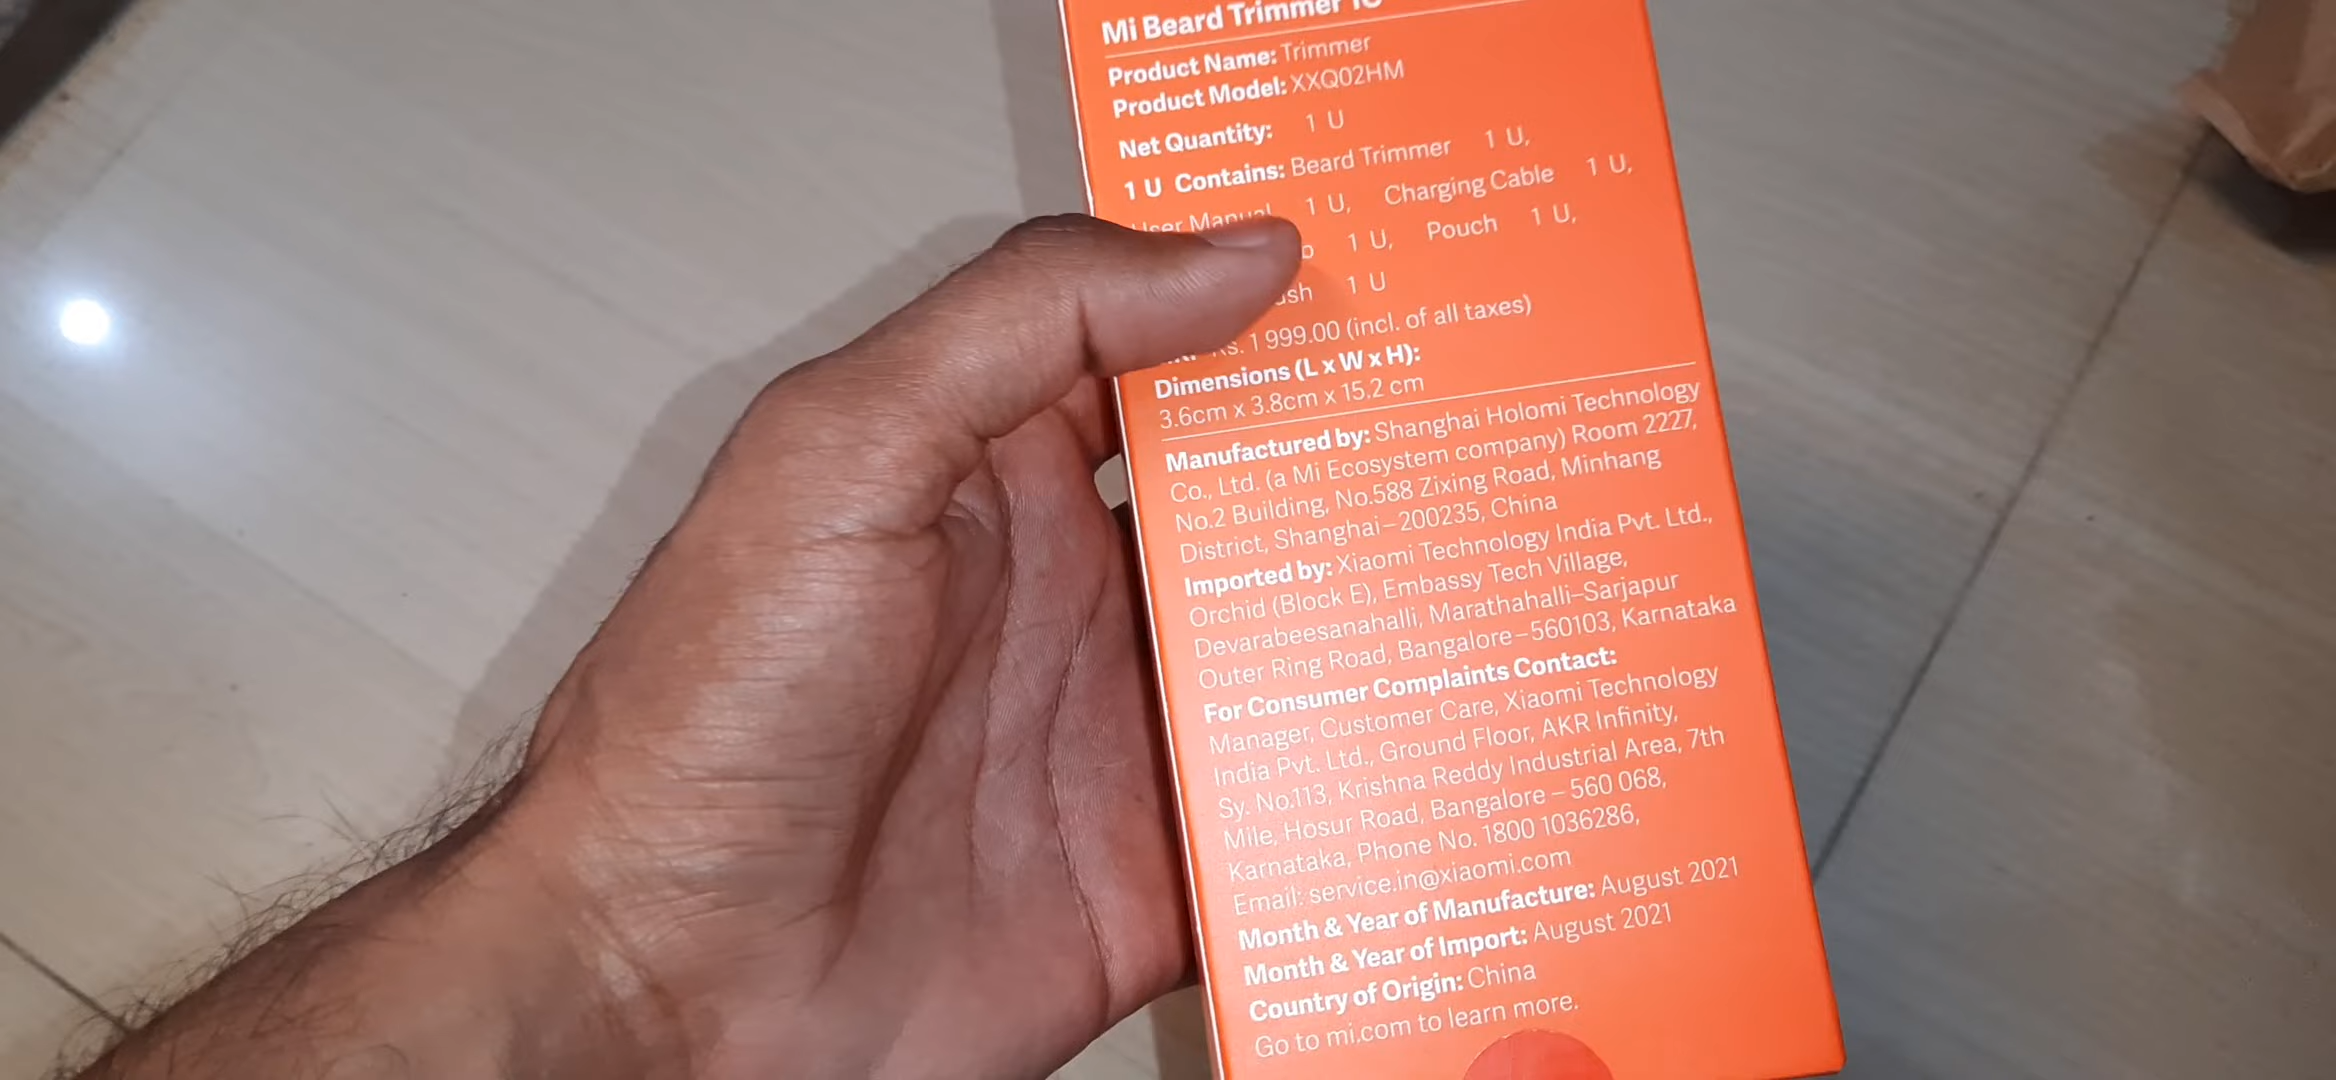 Mi Beard Trimmer
Product Name: Trimmer
Product Model: XXQ02HM
Net Quantity: 1 U
1 U Contains: Beard Trimmer 1 U,
User Manual 1 U, Charging Cable 1 U,
1 U, Pouch 1 U,
1 U
Rs. 1 999.00 (incl. of all taxes)
Dimensions (L x W x H):
3.6cm x 3.8cm x 15.2 cm
Manufactured by: Shanghai Holomi Technology
Co., Ltd. (a Mi Ecosystem company) Room 2227,
No.2 Building, No.588 Zixing Road, Minhang
District, Shanghai–200235, China
Imported by: Xiaomi Technology India Pvt. Ltd.,
Orchid (Block E), Embassy Tech Village,
Devarabeesanahalli, Marathahalli–Sarjapur
Outer Ring Road, Bangalore–560103, Karnataka
For Consumer Complaints Contact:
Manager, Customer Care, Xiaomi Technology
India Pvt. Ltd., Ground Floor, AKR Infinity,
Sy. No.113, Krishna Reddy Industrial Area, 7th
Mile, Hosur Road, Bangalore – 560 068,
Karnataka, Phone No. 1800 1036286,
Email: service.in@xiaomi.com
Month & Year of Manufacture: August 2021
Month & Year of Import: August 2021
Country of Origin: China
Go to mi.com to learn more.